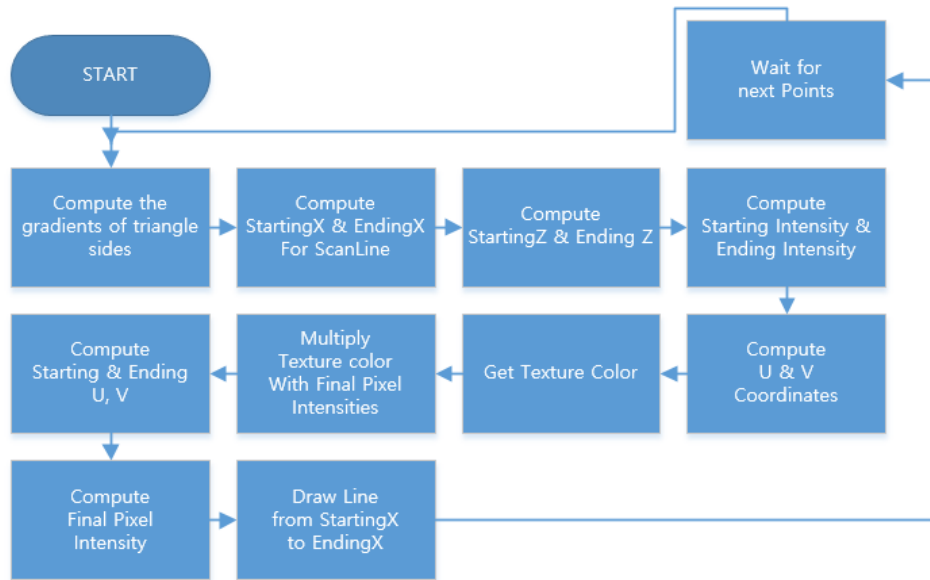 START
Wait for
next Points
Compute the
gradients of triangle
sides
Compute
StartingX & EndingX
For ScanLine
Compute
StartingZ & Ending Z
Compute
Starting Intensity &
Ending Intensity
Compute
Starting & Ending
U, V
Multiply
Texture color
With Final Pixel
Intensities
Get Texture Color
Compute
U & V
Coordinates
Compute
Final Pixel
Intensity
Draw Line
from StartingX
to EndingX